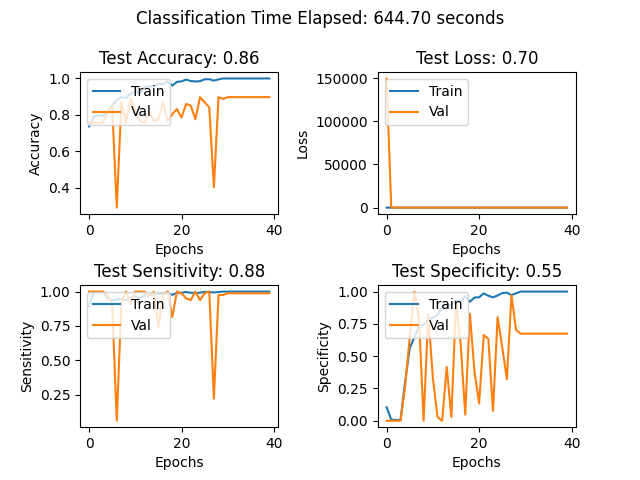 Classification Time Elapsed: 644.70 seconds
Test Accuracy: 0.86
1.0
0.8
0.6
0.4
Accuracy
Train
Val
0
20
40
Epochs
Test Loss: 0.70
150000
100000
50000
0
Loss
Train
Val
0
20
40
Epochs
Test Sensitivity: 0.88
1.00
0.75
0.50
0.25
Sensitivity
Train
Val
0
20
40
Epochs
Test Specificity: 0.55
1.00
0.75
0.50
0.25
0.00
Specificity
Train
Val
0
20
40
Epochs